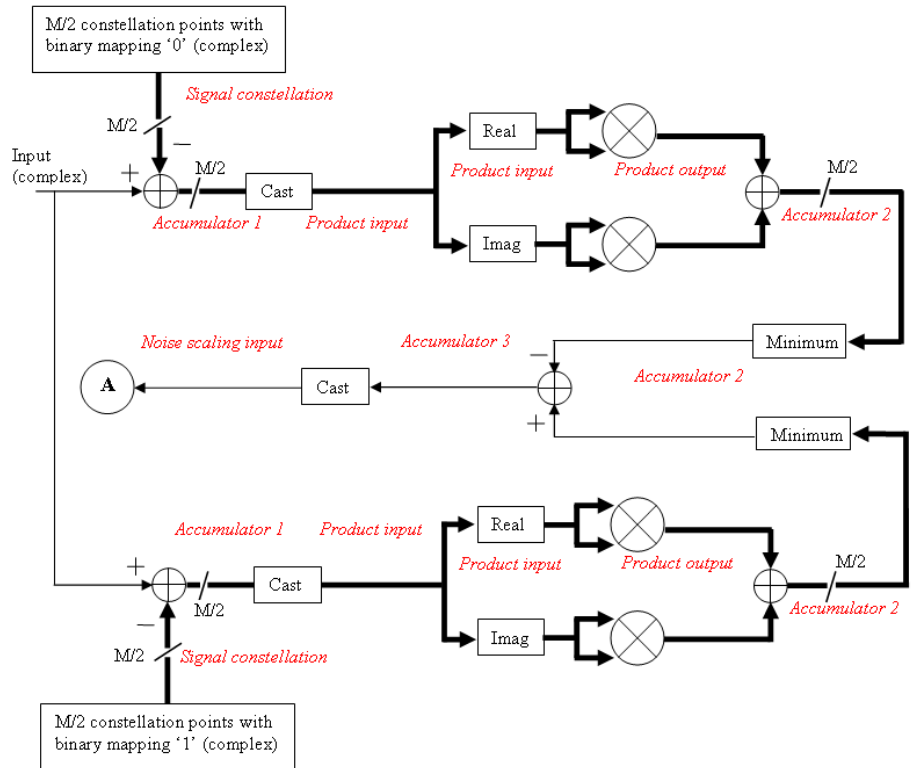 M/2 constellation points with
binary mapping ‘0’ (complex)
Signal constellation
M/2
−
Input
(complex)
+
M/2
Cast
Accumulator 1
Product input
Real
Product input
Product output
M/2
Accumulator 2
Imag
Noise scaling input
Accumulator 3
−
Minimum
Accumulator 2
A
Cast
+
Minimum
Accumulator 1
Product input
Real
Product input
Product output
+
M/2
Cast
M/2
Accumulator 2
−
M/2
Signal constellation
Imag
M/2 constellation points with
binary mapping ‘1’ (complex)